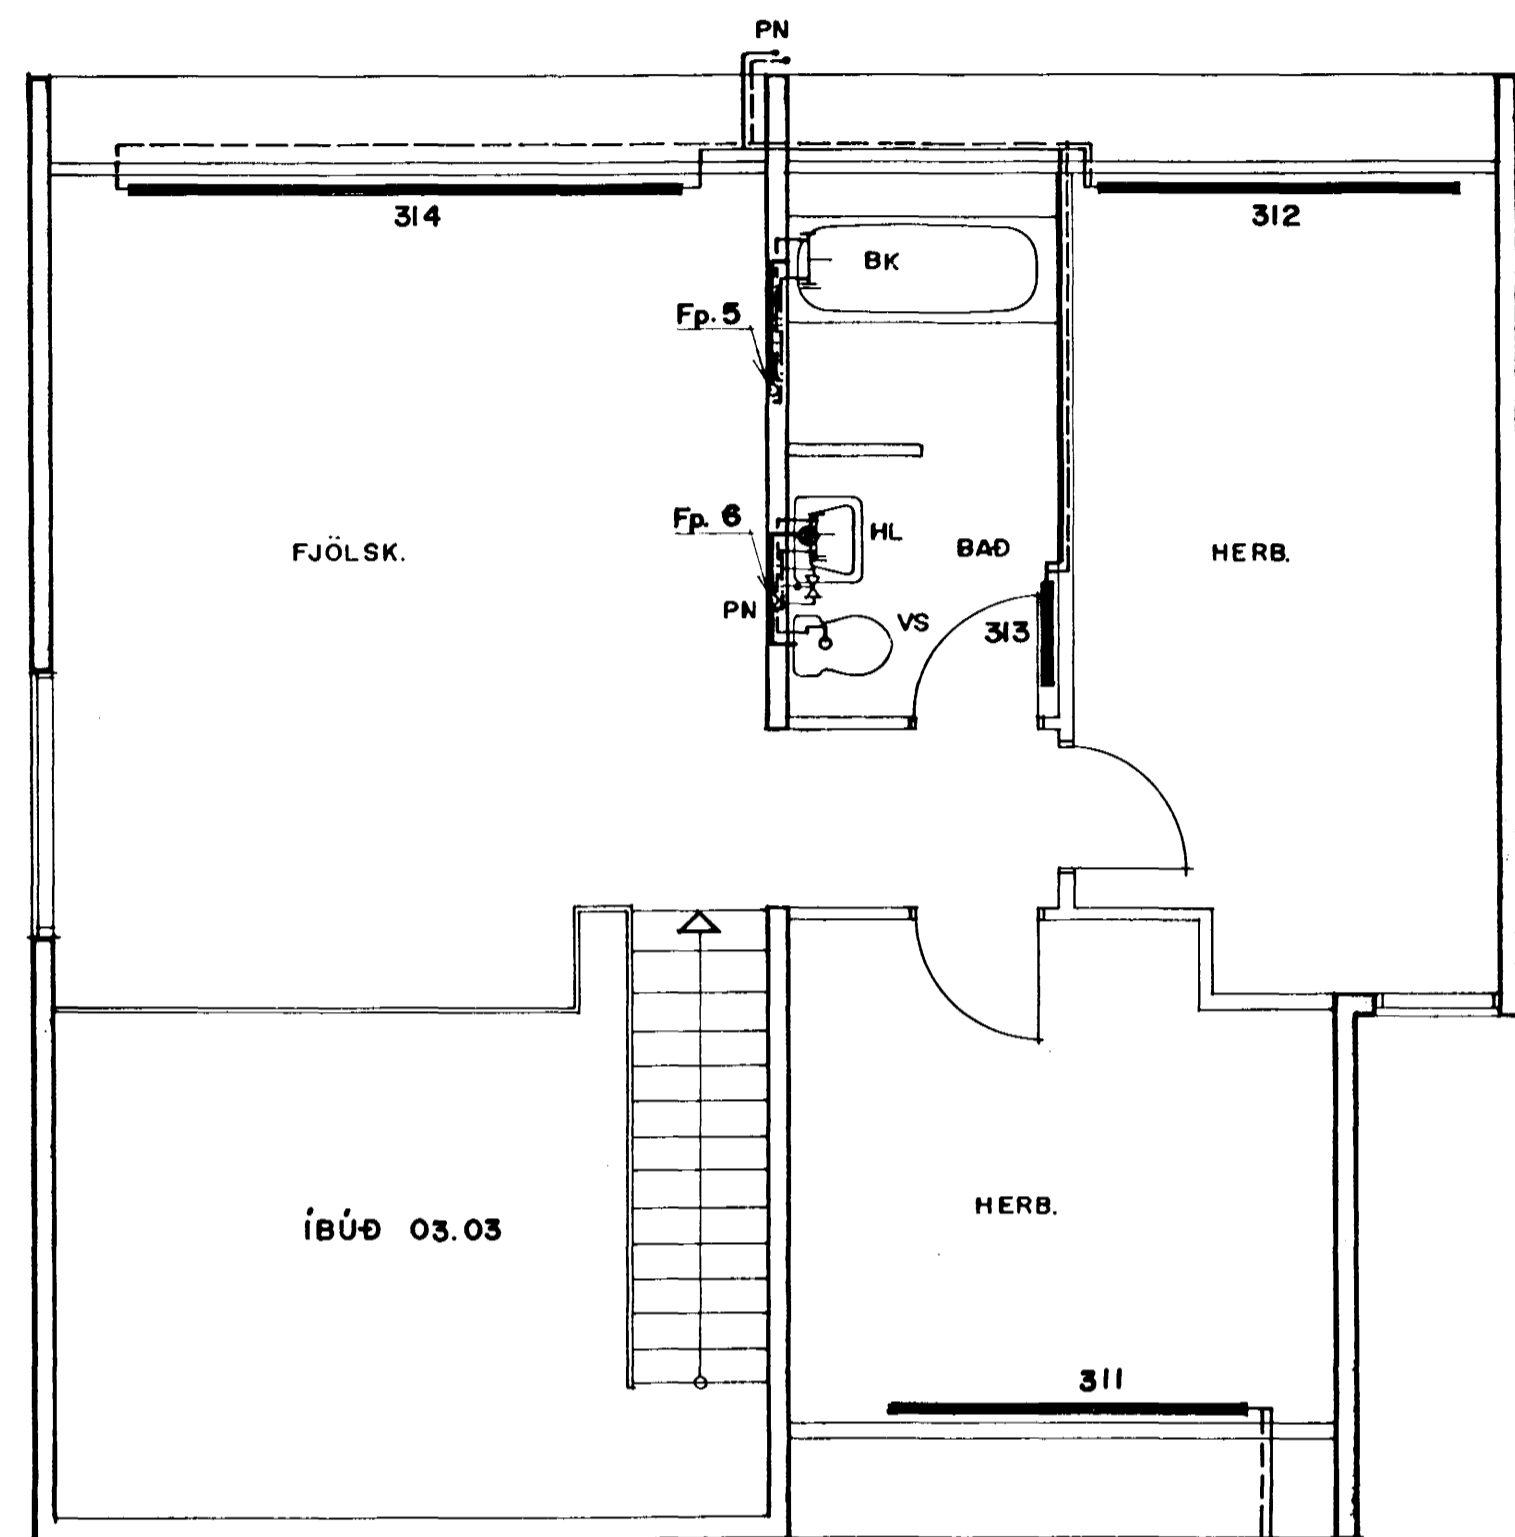 PN
314
312
BK
Fp. 5
Fp. 6
HL
FJÖLSK.
BAÐ
HERB.
PN
VS
313
HERB.
ÍBÚÐ 03.03
311